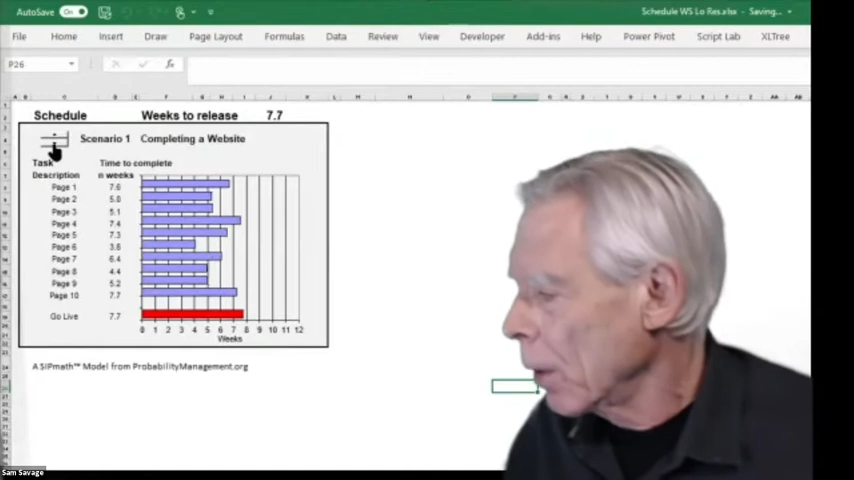 AutoSave On Schedule WS Lo Res.xlsx - Saving...
File Home Insert Draw Page Layout Formulas Data Review View Developer Add-ins Help Power Pivot Script Lab XLTree
P26 fx
Schedule Weeks to release 7.7
Scenario 1 Completing a Website
Task Time to complete
Description n weeks
Page 1 7.6
Page 2 5.0
Page 3 5.1
Page 4 7.4
Page 5 7.3
Page 6 3.8
Page 7 6.4
Page 8 4.4
Page 9 5.2
Page 10 7.7
Go Live 7.7
0 1 2 3 4 5 6 7 8 9 10 11 12
Weeks
A SIPmath™ Model from ProbabilityManagement.org
Sam Savage